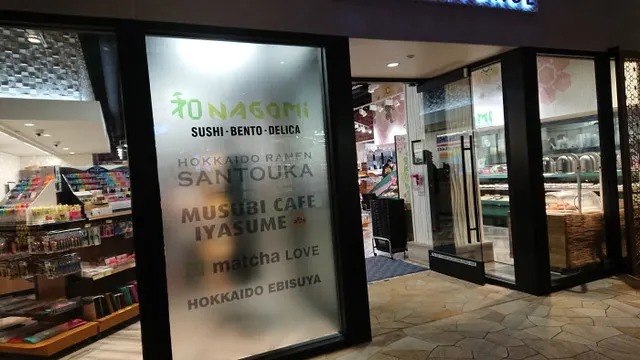 和 NAGOMI
SUSHI · BENTO · DELICA
HOKKAIDO RAMEN
SANTOUKA
MUSUBI CAFE
IYASUME
matcha LOVE
HOKKAIDO EBISUYA